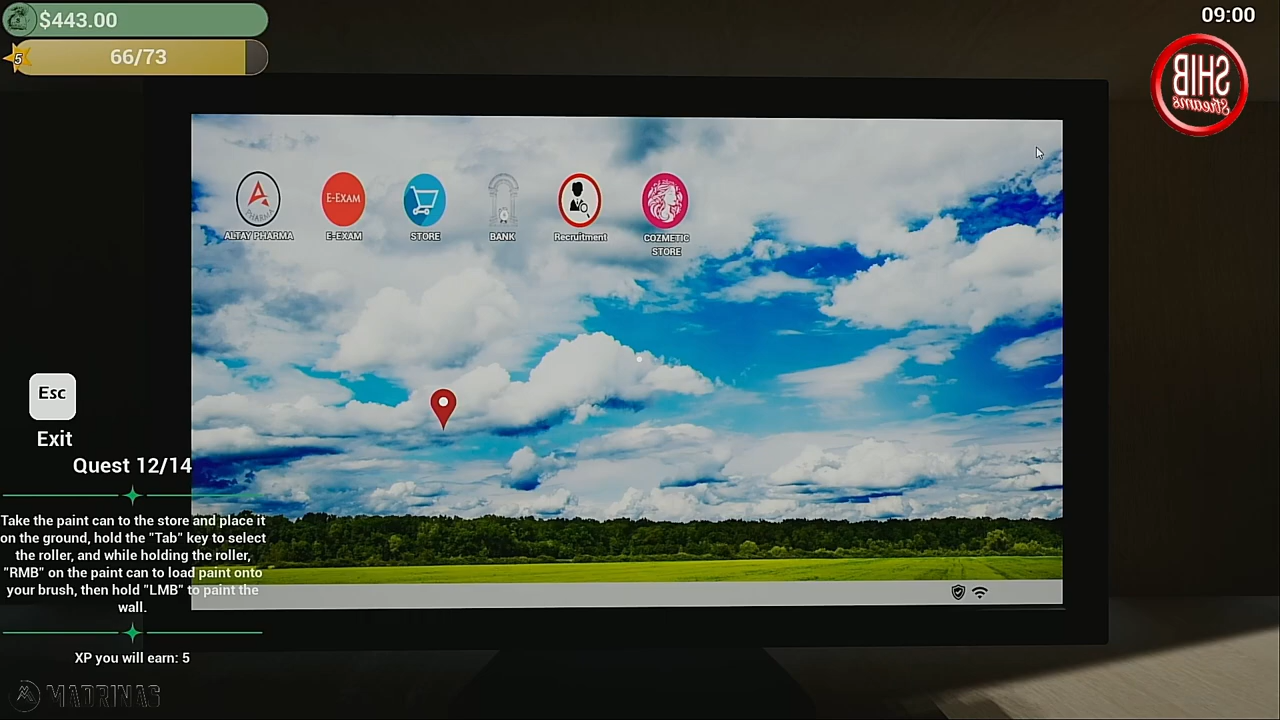 $443.00
09:00
5
66/73
SHIB
Streams
PHARMA
E-EXAM
ALTAY PHARMA
E-EXAM
STORE
BANK
Recruitment
COZMETIC
STORE
Esc
Exit
Quest 12/14
Take the paint can to the store and place it
on the ground, hold the "Tab" key to select
the roller, and while holding the roller,
"RMB" on the paint can to load paint onto
your brush, then hold "LMB" to paint the
wall.
XP you will earn: 5
MADRINAS